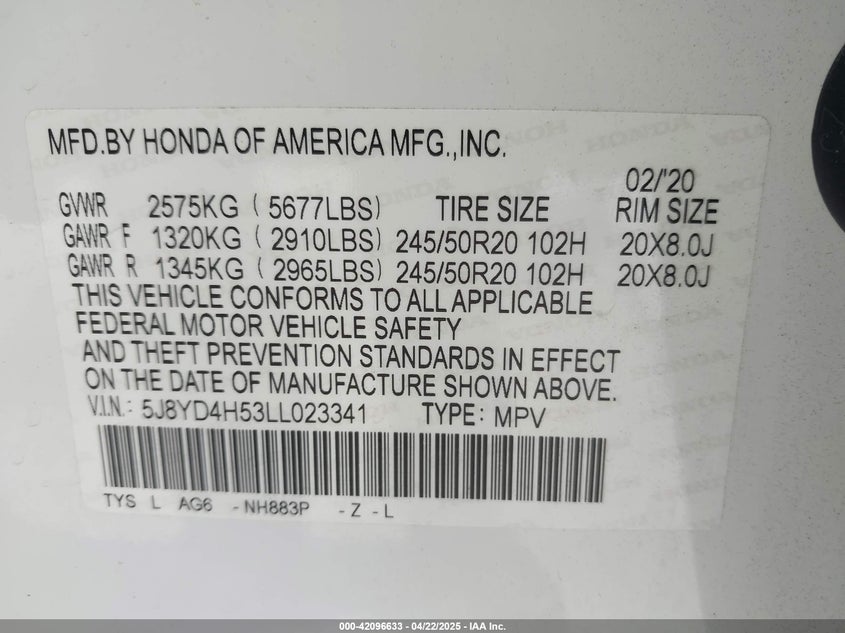 MFD.BY HONDA OF AMERICA MFG.,INC.
02/'20
GVWR 2575KG ( 5677LBS) TIRE SIZE RIM SIZE
GAWR F 1320KG ( 2910LBS) 245/50R20 102H 20X8.0J
GAWR R 1345KG ( 2965LBS) 245/50R20 102H 20X8.0J
THIS VEHICLE CONFORMS TO ALL APPLICABLE
FEDERAL MOTOR VEHICLE SAFETY
AND THEFT PREVENTION STANDARDS IN EFFECT
ON THE DATE OF MANUFACTURE SHOWN ABOVE.
V.I.N.: 5J8YD4H53LL023341 TYPE: MPV
TYS L AG6 -NH883P -Z -L
000-42096633 - 04/22/2025 - IAA Inc.